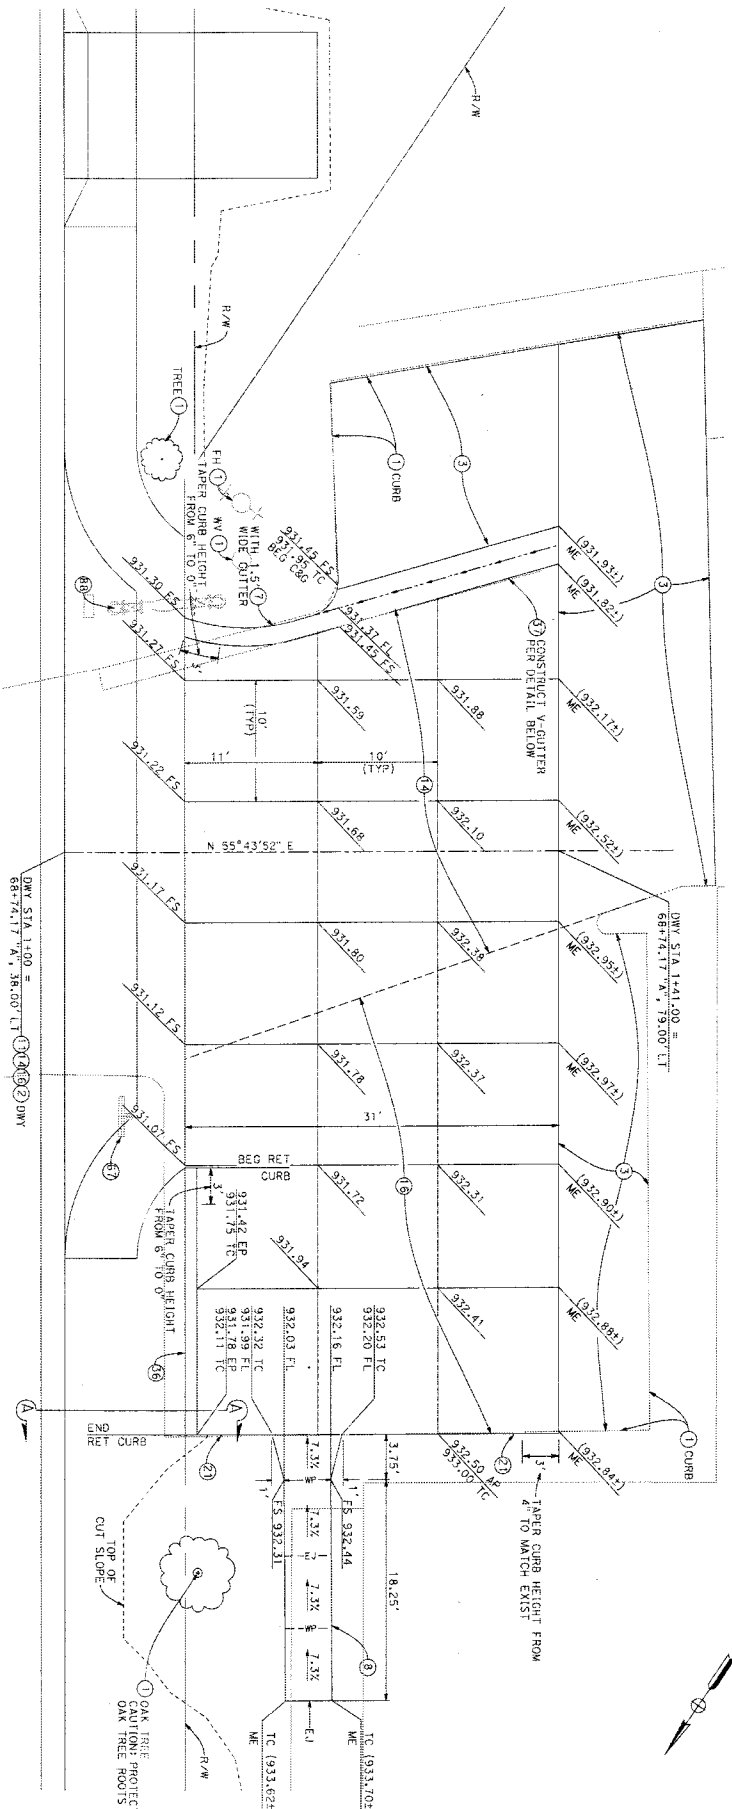 R/W
R/W
TREE 1
FH 1
WV 1
TAPER CURB HEIGHT
FROM 6" TO 0"
WITH 1.5'
WIDE GUTTER
7
3'
88
931.45 FS
931.95 TC
BEG C&G
1 CURB
3
3
(931.93±)
ME
(931.82±)
ME
37 CONSTRUCT V-GUTTER
PER DETAIL BELOW
931.37 FL
931.45 FS
931.30 FS
931.27 FS
931.59
931.88
(932.17±)
ME
10'
(TYP)
11'
10'
(TYP)
14
931.22 FS
931.68
932.10
(932.52±)
ME
N 55°43'52" E
DWY STA 1+00 =
68+74.17 "A", 38.00' LT
DWY
DWY STA 1+41.00 =
68+74.17 "A", 79.00' LT
931.17 FS
931.80
932.38
(932.95±)
ME
931.12 FS
931.78
932.37
(932.97±)
ME
31'
931.07 FS
67
BEG RET
CURB
931.72
932.31
(932.90±)
ME
3
16
3'
TAPER CURB HEIGHT
FROM 6" TO 0"
931.42 EP
931.75 TC
931.94
932.41
(932.88±)
ME
36
932.11 TC
931.78 EP
931.99 FL
932.32 TC
932.03 FL
932.16 FL
932.20 FL
932.53 TC
A
A
END
RET CURB
21
7.3%
3.75'
932.50 AP
933.00 TC
21
3'
(932.84±)
ME
1 CURB
TAPER CURB HEIGHT FROM
4" TO MATCH EXIST
WP
1'
1'
FS 932.31
FS 932.44
7.3%
EJ
7.3%
WP
7.3%
18.25'
8
EJ
TOP OF
CUT SLOPE
1 OAK TREE
CAUTION: PROTEC
OAK TREE ROOTS
R/W
ME
TC (933.62±
ME
TC (933.70±